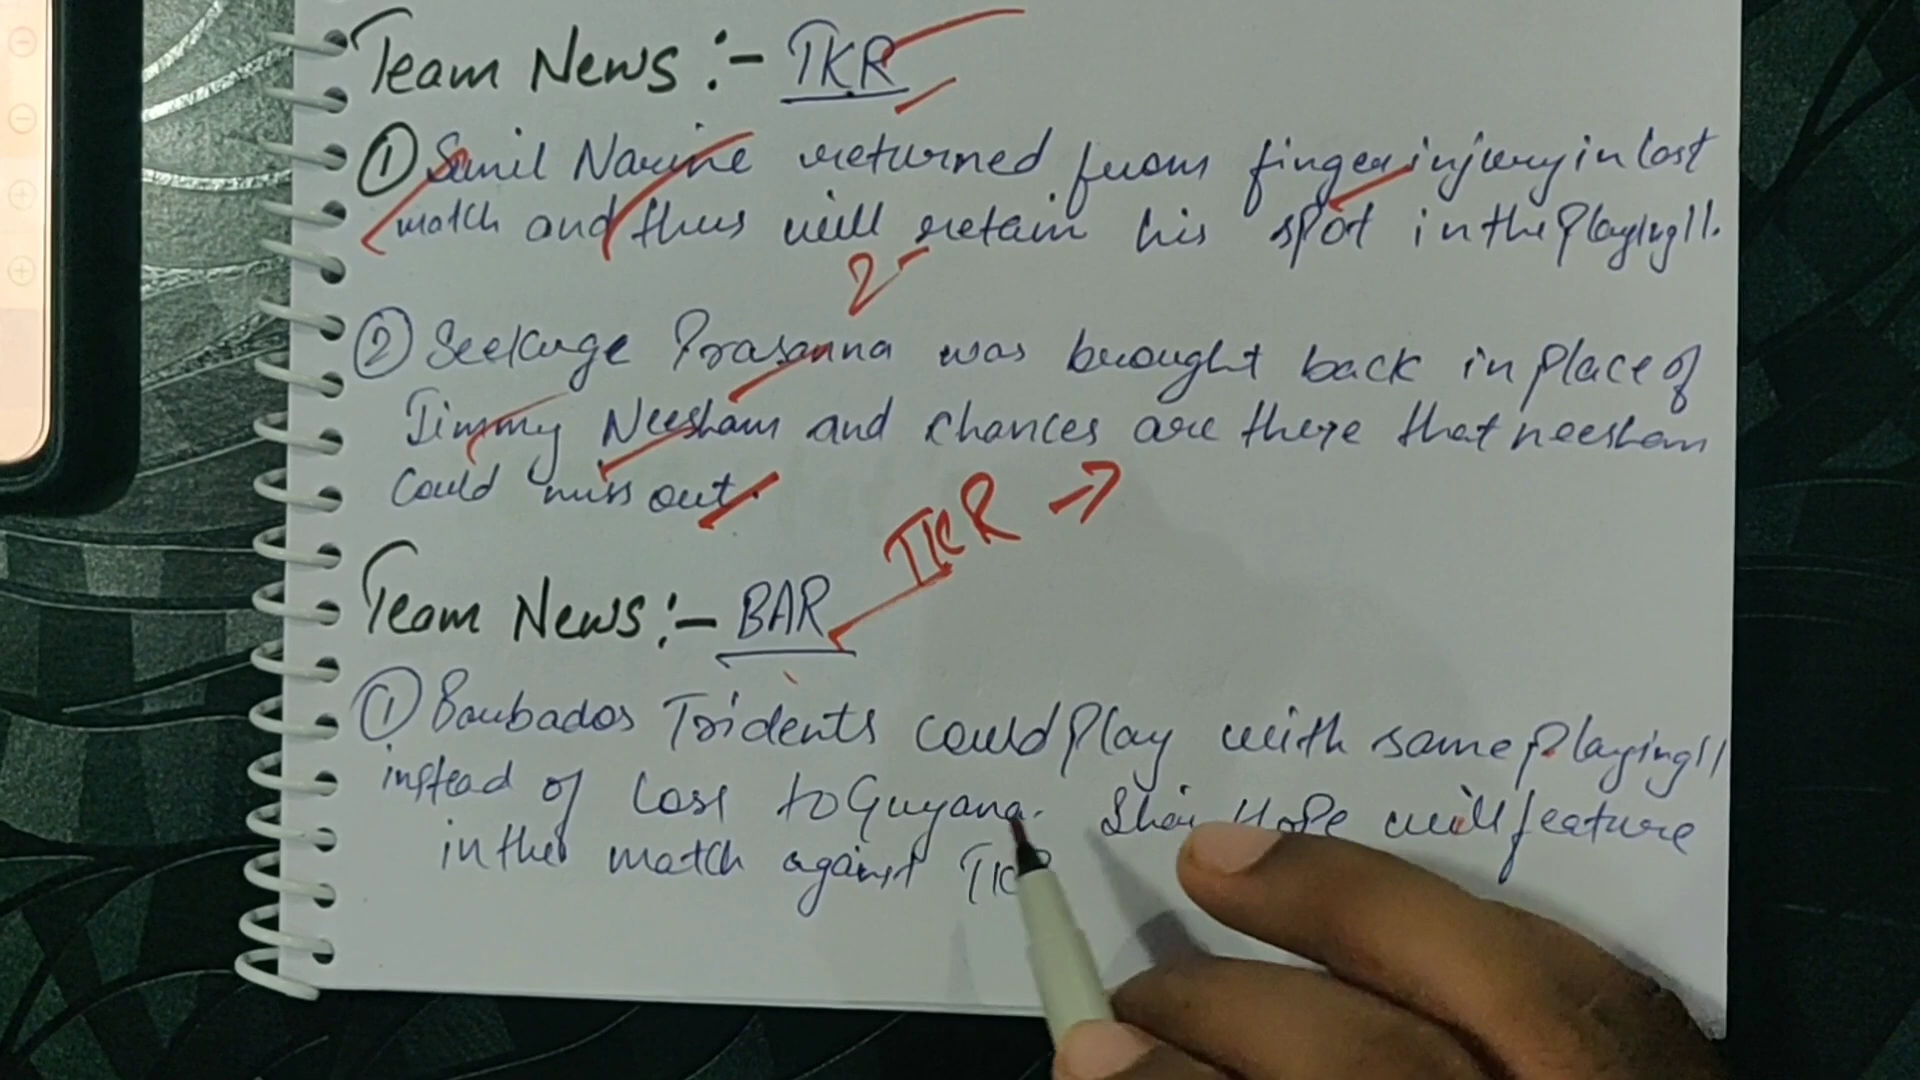 Team News :- TKR
① Sunil Narine returned from finger injury in last
match and thus will retain his spot in the Playing 11.
2
② Seekuge Prasanna was brought back in place of
Jimmy Neesham and chances are there that neesham
could miss out.
TKR →
Team News :- BAR
① Barbados Tridents could Play with same playing 11
instead of loss to Guyana. Shai Hope will feature
in the match against TKR